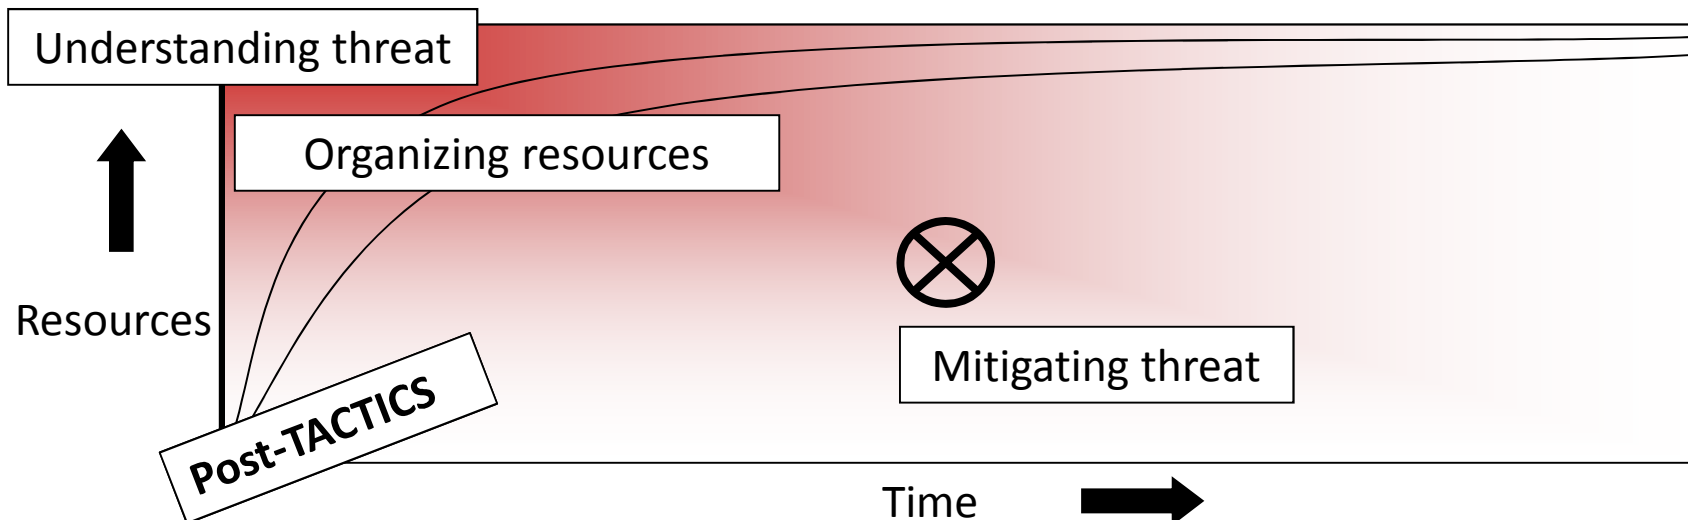 Understanding threat
Organizing resources
Resources
Mitigating threat
Post-TACTICS
Time